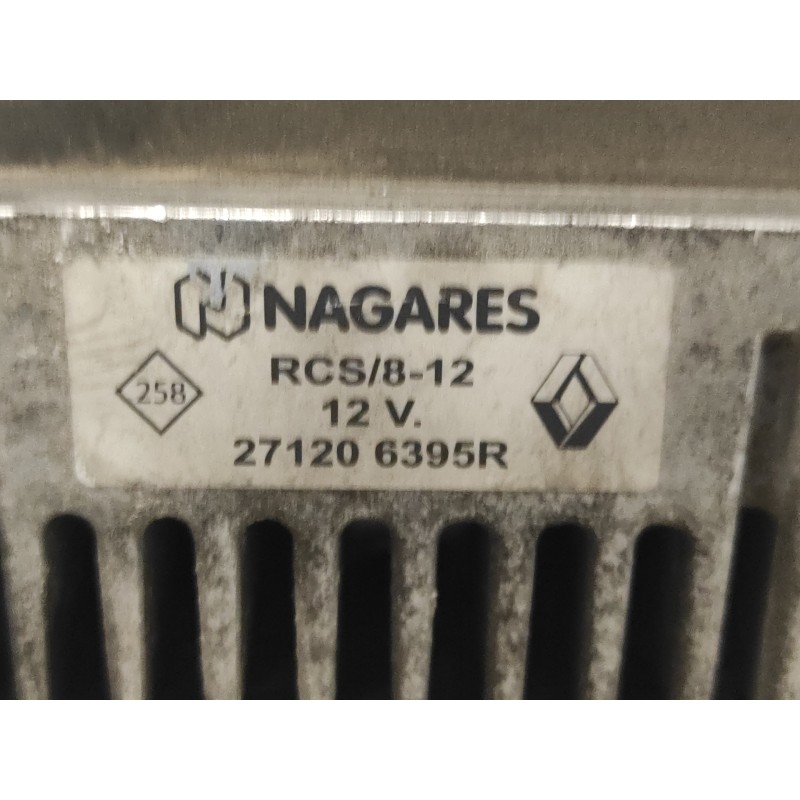 NAGARES
RCS/8-12
258
12 V.
27120 6395R